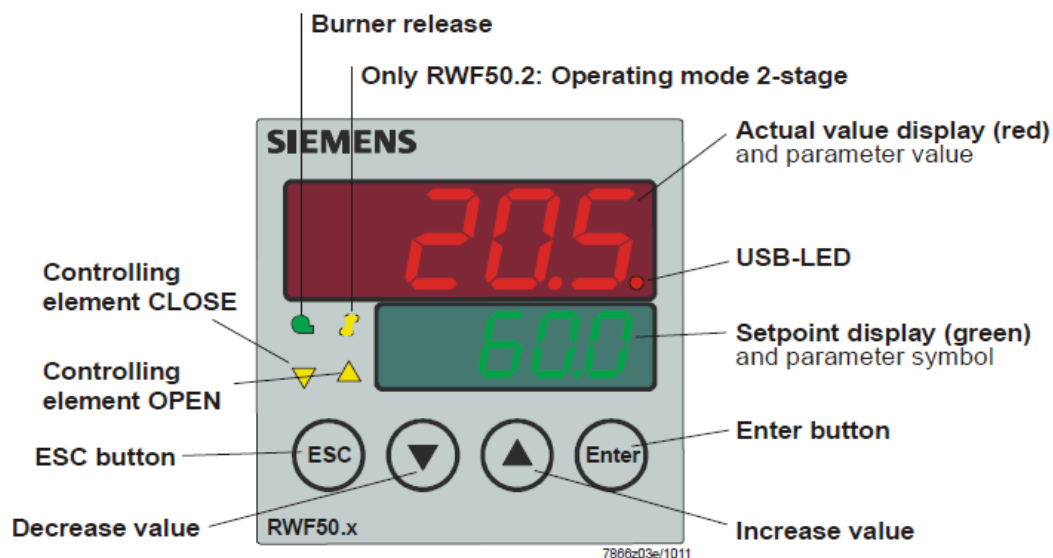 Burner release
Only RWF50.2: Operating mode 2-stage
SIEMENS
Actual value display (red)
and parameter value
20.5
USB-LED
Controlling
element CLOSE
60.0
Setpoint display (green)
and parameter symbol
Controlling
element OPEN
ESC button
ESC
Enter
Enter button
Decrease value
RWF50.x
Increase value
7866z03e/1011